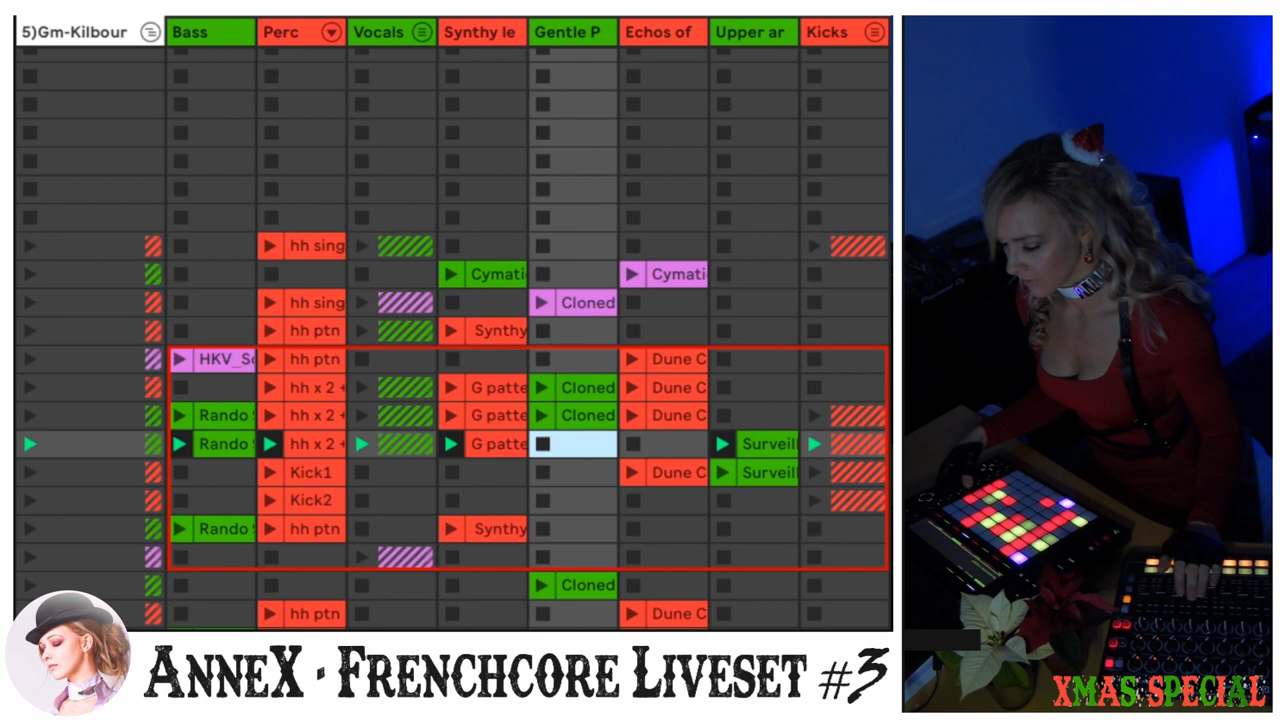 5)Gm-Kilbour Bass Perc Vocals Synthy le Gentle P Echos of Upper ar Kicks
hh sing
Cymati Cymati
hh sing Cloned
hh ptn Synthy
HKV_So hh ptn Dune C
hh x 2 + G patte Cloned Dune C
Rando S hh x 2 + G patte Cloned Dune C
Rando S hh x 2 + G patte Surveill
Kick1 Dune C Surveill
Kick2
Rando S hh ptn Synthy
Cloned
hh ptn Dune C
AnneX · Frenchcore Liveset #3
XMAS SPECIAL